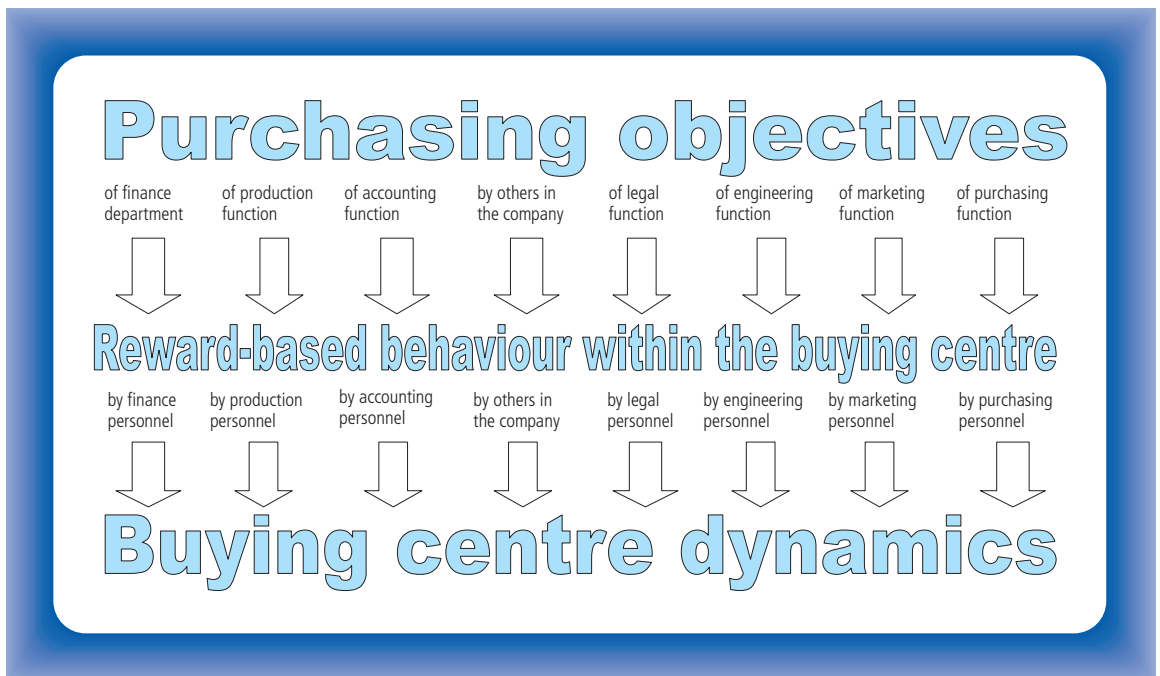 Purchasing objectives
of finance department
of production function
of accounting function
by others in the company
of legal function
of engineering function
of marketing function
of purchasing function
Reward-based behaviour within the buying centre
by finance personnel
by production personnel
by accounting personnel
by others in the company
by legal personnel
by engineering personnel
by marketing personnel
by purchasing personnel
Buying centre dynamics